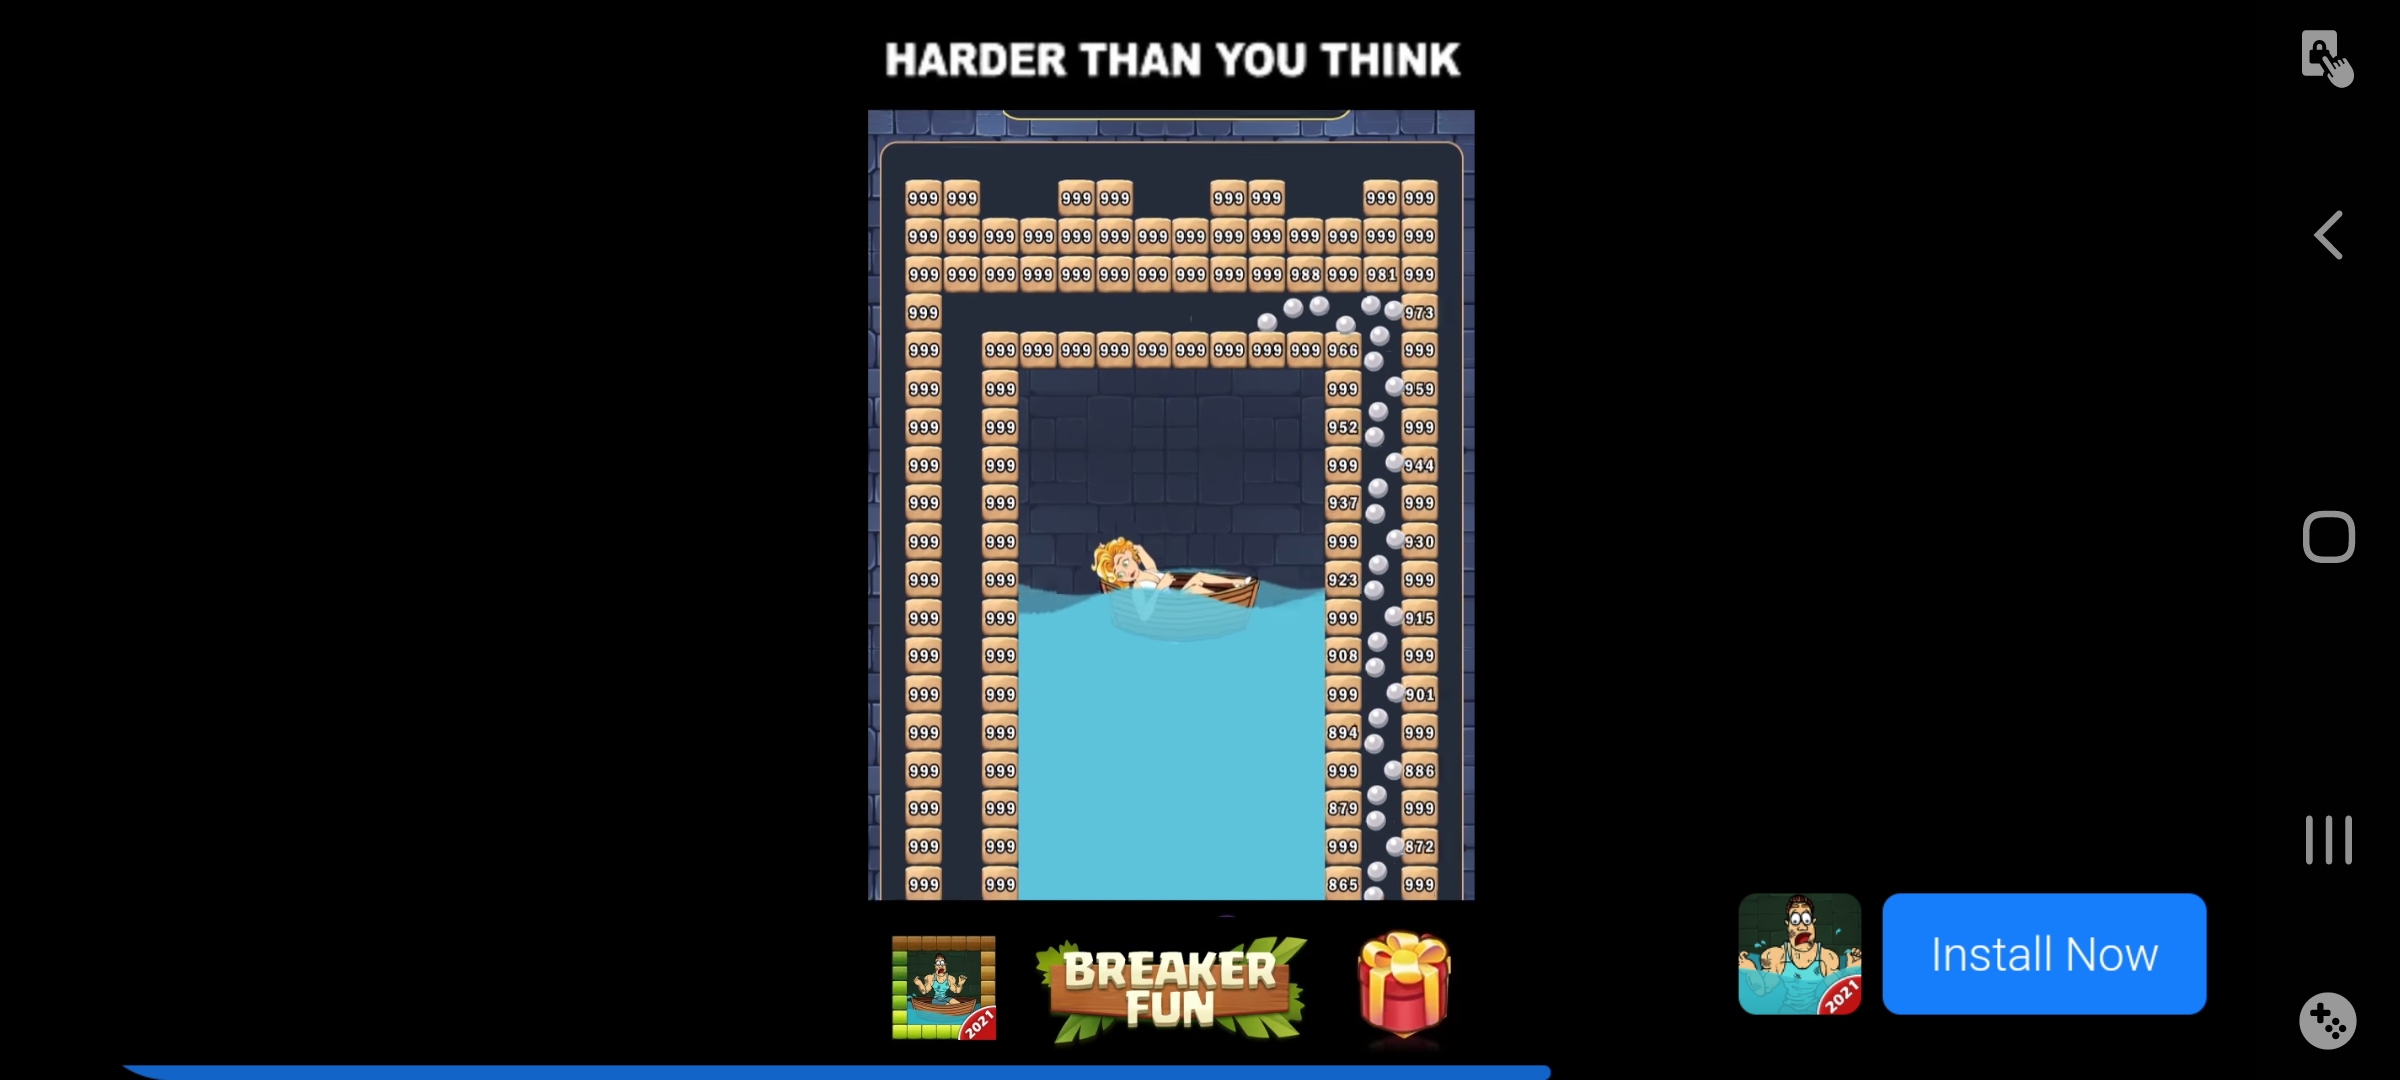 HARDER THAN YOU THINK
999 999 999 999 999 999 999 999
999 999 999 999 999 999 999 999 999 999 999 999 999 999
999 999 999 999 999 999 999 999 999 999 988 999 981 999
999 973
999 999 999 999 999 999 999 999 999 999 966 999
999 999 999 959
999 999 952 999
999 999 999 944
999 999 937 999
999 999 999 930
999 999 923 999
999 999 999 915
999 999 908 999
999 999 999 901
999 999 894 999
999 999 999 886
999 999 879 999
999 999 999 872
999 999 865 999
2021
BREAKER
FUN
2021
Install Now